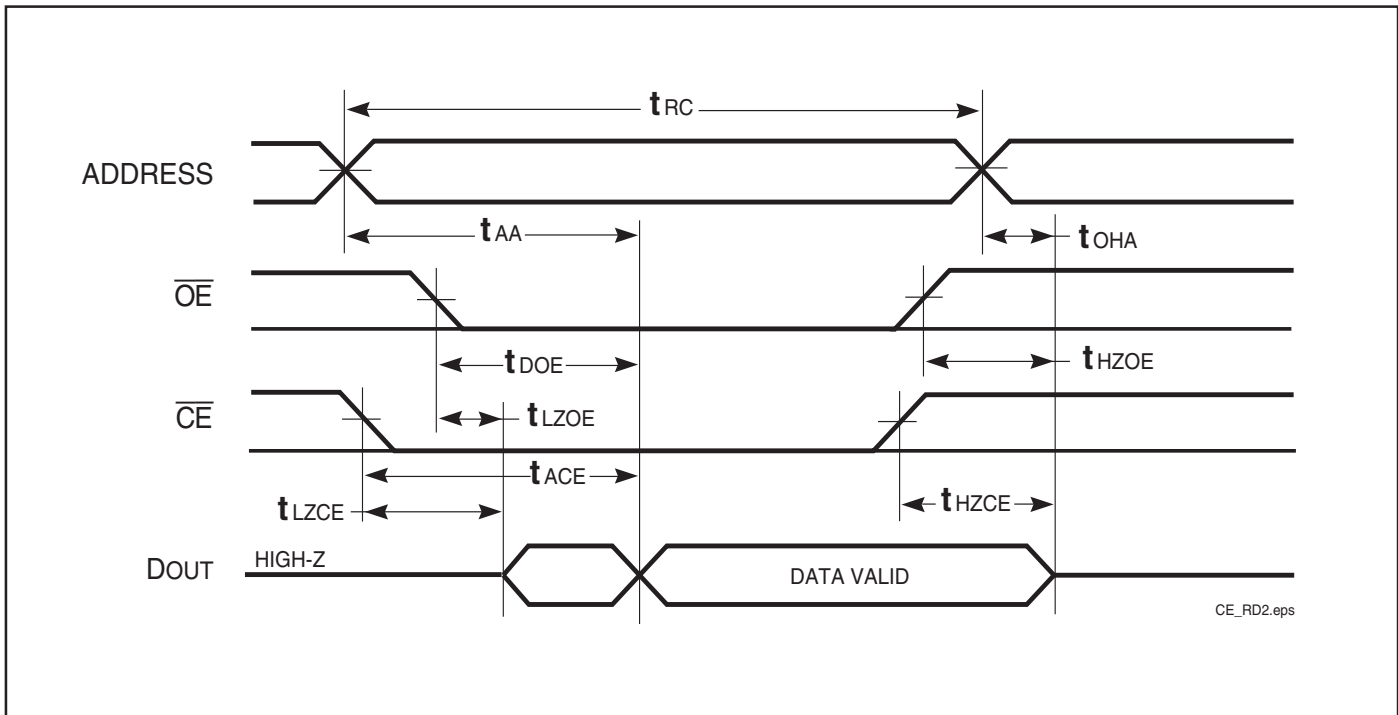 tRC
ADDRESS
tAA
tOHA
OE
tDOE
tHZOE
CE
tLZOE
tACE
tLZCE
tHZCE
DOUT
HIGH-Z
DATA VALID
CE_RD2.eps